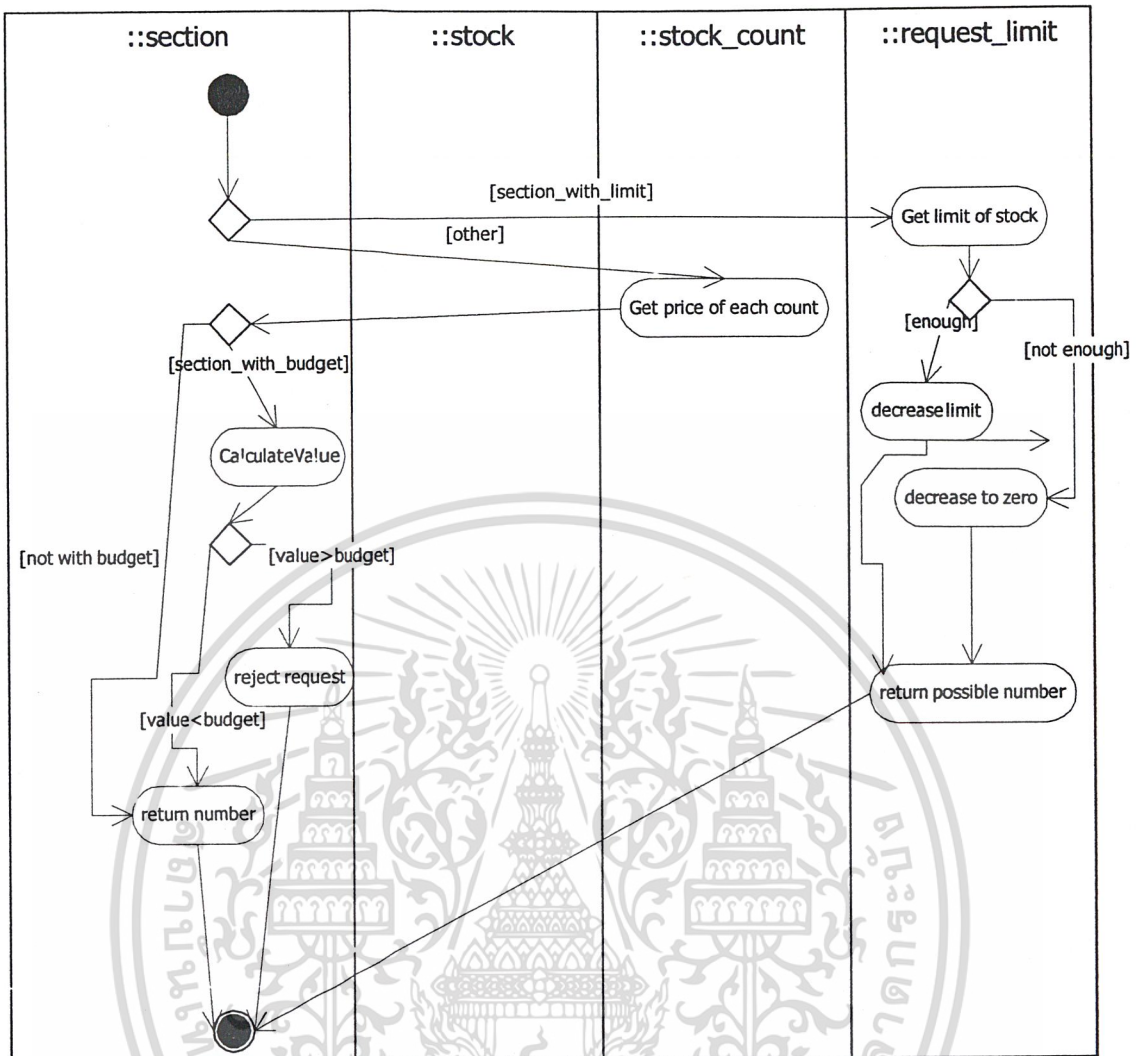 ::section
::stock
::stock_count
::request_limit
[section_with_limit]
Get limit of stock
[other]
Get price of each count
[enough]
[not enough]
[section_with_budget]
decrease limit
CalculateValue
decrease to zero
[not with budget]
[value>budget]
reject request
return possible number
[value<budget]
return number